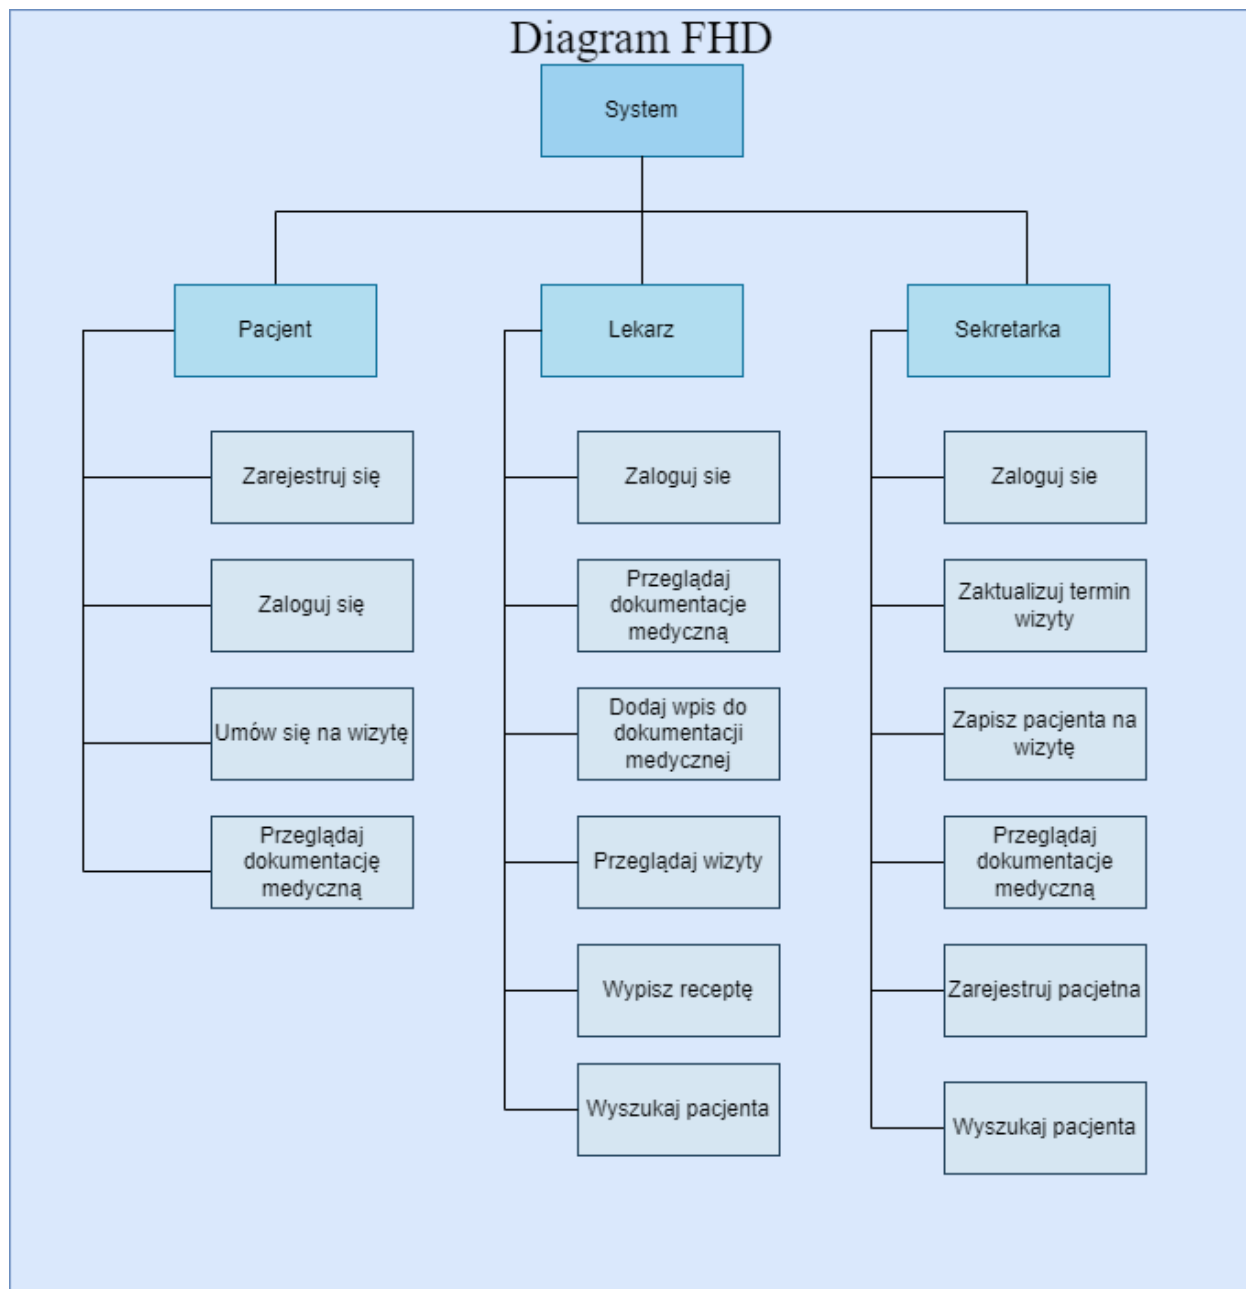 Diagram FHD
System
Pacjent
Lekarz
Sekretarka
Zarejestruj się
Zaloguj się
Umów się na wizytę
Przeglądaj
dokumentację
medyczną
Zaloguj sie
Przeglądaj
dokumentacje
medyczną
Dodaj wpis do
dokumentacji
medycznej
Przeglądaj wizyty
Wypisz receptę
Wyszukaj pacjenta
Zaloguj sie
Zaktualizuj termin
wizyty
Zapisz pacjenta na
wizytę
Przeglądaj
dokumentacje
medyczną
Zarejestruj pacjetna
Wyszukaj pacjenta